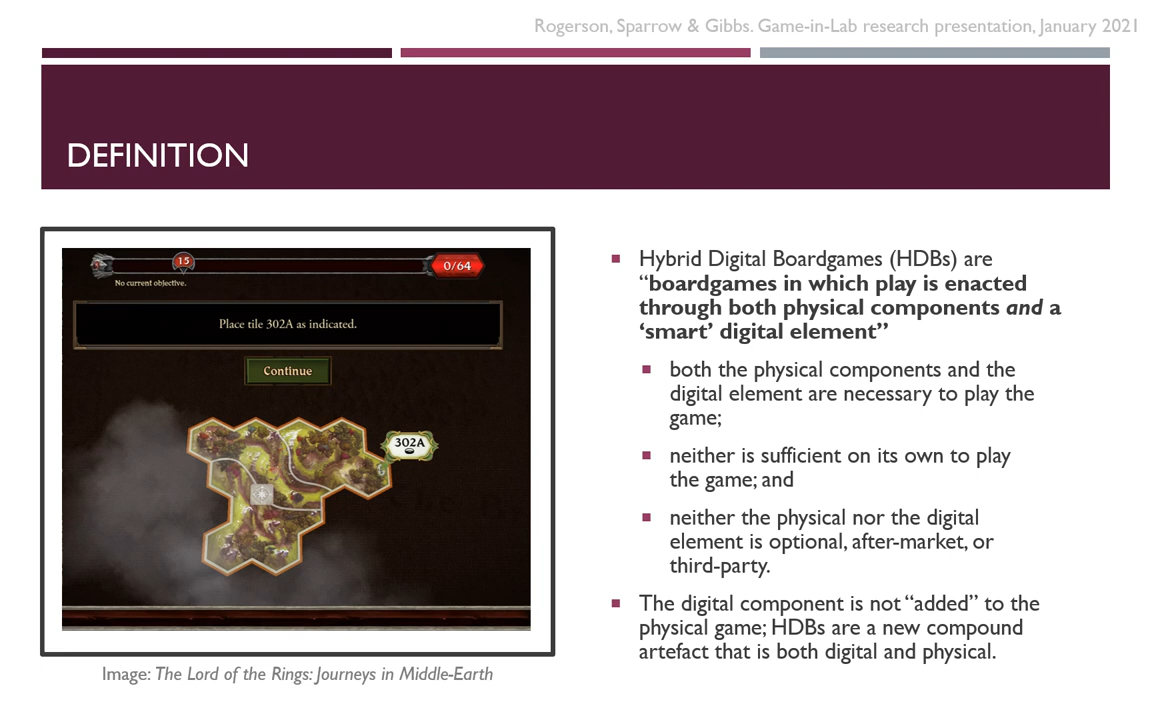 Rogerson, Sparrow & Gibbs. Game-in-Lab research presentation, January 2021
DEFINITION
15
0/64
No current objective.
Place tile 302A as indicated.
Continue
302A
Image: The Lord of the Rings: Journeys in Middle-Earth
Hybrid Digital Boardgames (HDBs) are
“boardgames in which play is enacted
through both physical components and a
‘smart’ digital element”
both the physical components and the
digital element are necessary to play the
game;
neither is sufficient on its own to play
the game; and
neither the physical nor the digital
element is optional, after-market, or
third-party.
The digital component is not “added” to the
physical game; HDBs are a new compound
artefact that is both digital and physical.